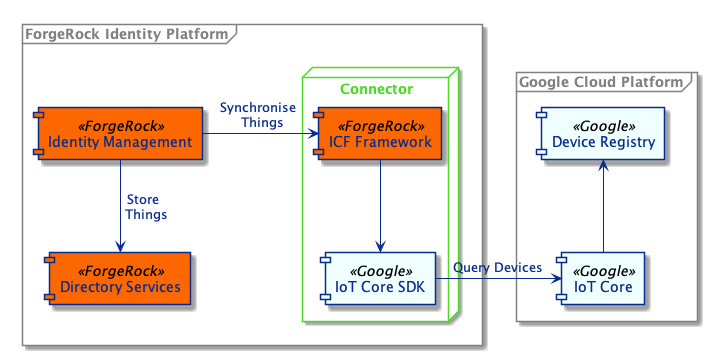 ForgeRock Identity Platform
Google Cloud Platform
Connector
Synchronise
Things
«ForgeRock»
Identity Management
«ForgeRock»
ICF Framework
«Google»
Device Registry
Store
Things
«ForgeRock»
Directory Services
«Google»
IoT Core SDK
Query Devices
«Google»
IoT Core